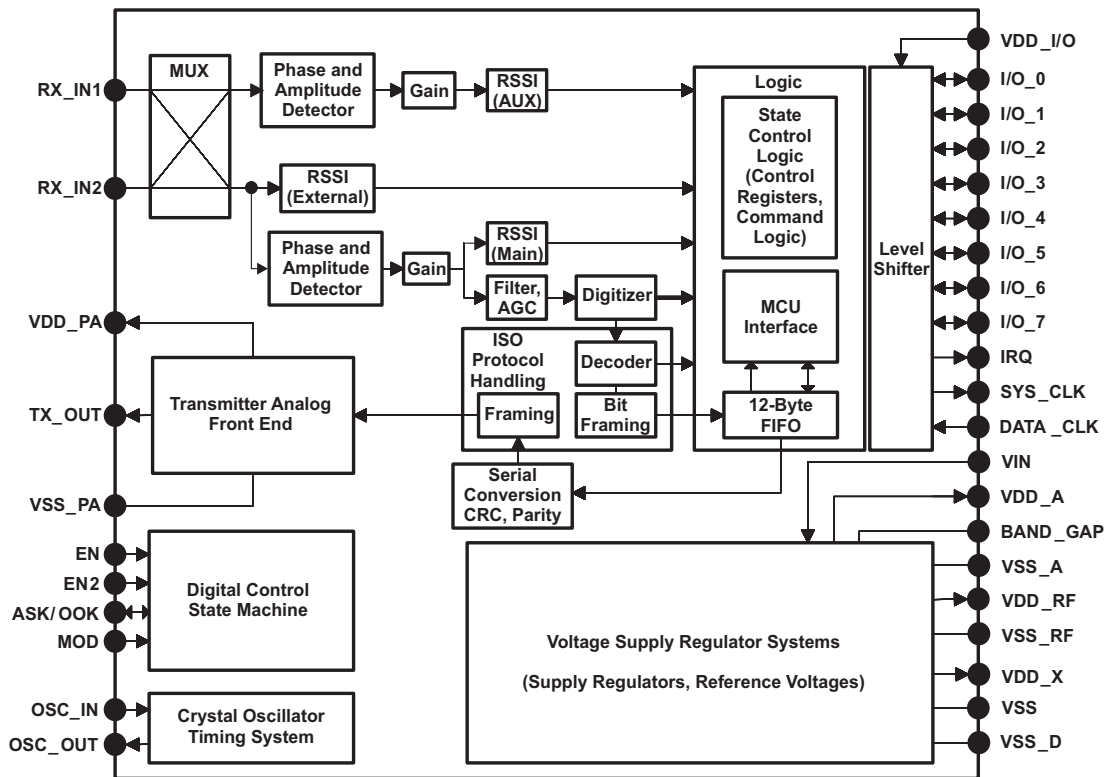 RX_IN1
RX_IN2
VDD_PA
TX_OUT
VSS_PA
EN
EN2
ASK/OOK
MOD
OSC_IN
OSC_OUT
MUX
Phase and
Amplitude
Detector
Gain
RSSI
(AUX)
RSSI
(External)
Phase and
Amplitude
Detector
Gain
RSSI
(Main)
Filter,
AGC
Digitizer
ISO
Protocol
Handling
Decoder
Framing
Bit
Framing
Serial
Conversion
CRC, Parity
Transmitter Analog
Front End
Digital Control
State Machine
Crystal Oscillator
Timing System
Logic
State
Control
Logic
(Control
Registers,
Command
Logic)
MCU
Interface
12-Byte
FIFO
Level
Shifter
Voltage Supply Regulator Systems
(Supply Regulators, Reference Voltages)
VDD_I/O
I/O_0
I/O_1
I/O_2
I/O_3
I/O_4
I/O_5
I/O_6
I/O_7
IRQ
SYS_CLK
DATA_CLK
VIN
VDD_A
BAND_GAP
VSS_A
VDD_RF
VSS_RF
VDD_X
VSS
VSS_D